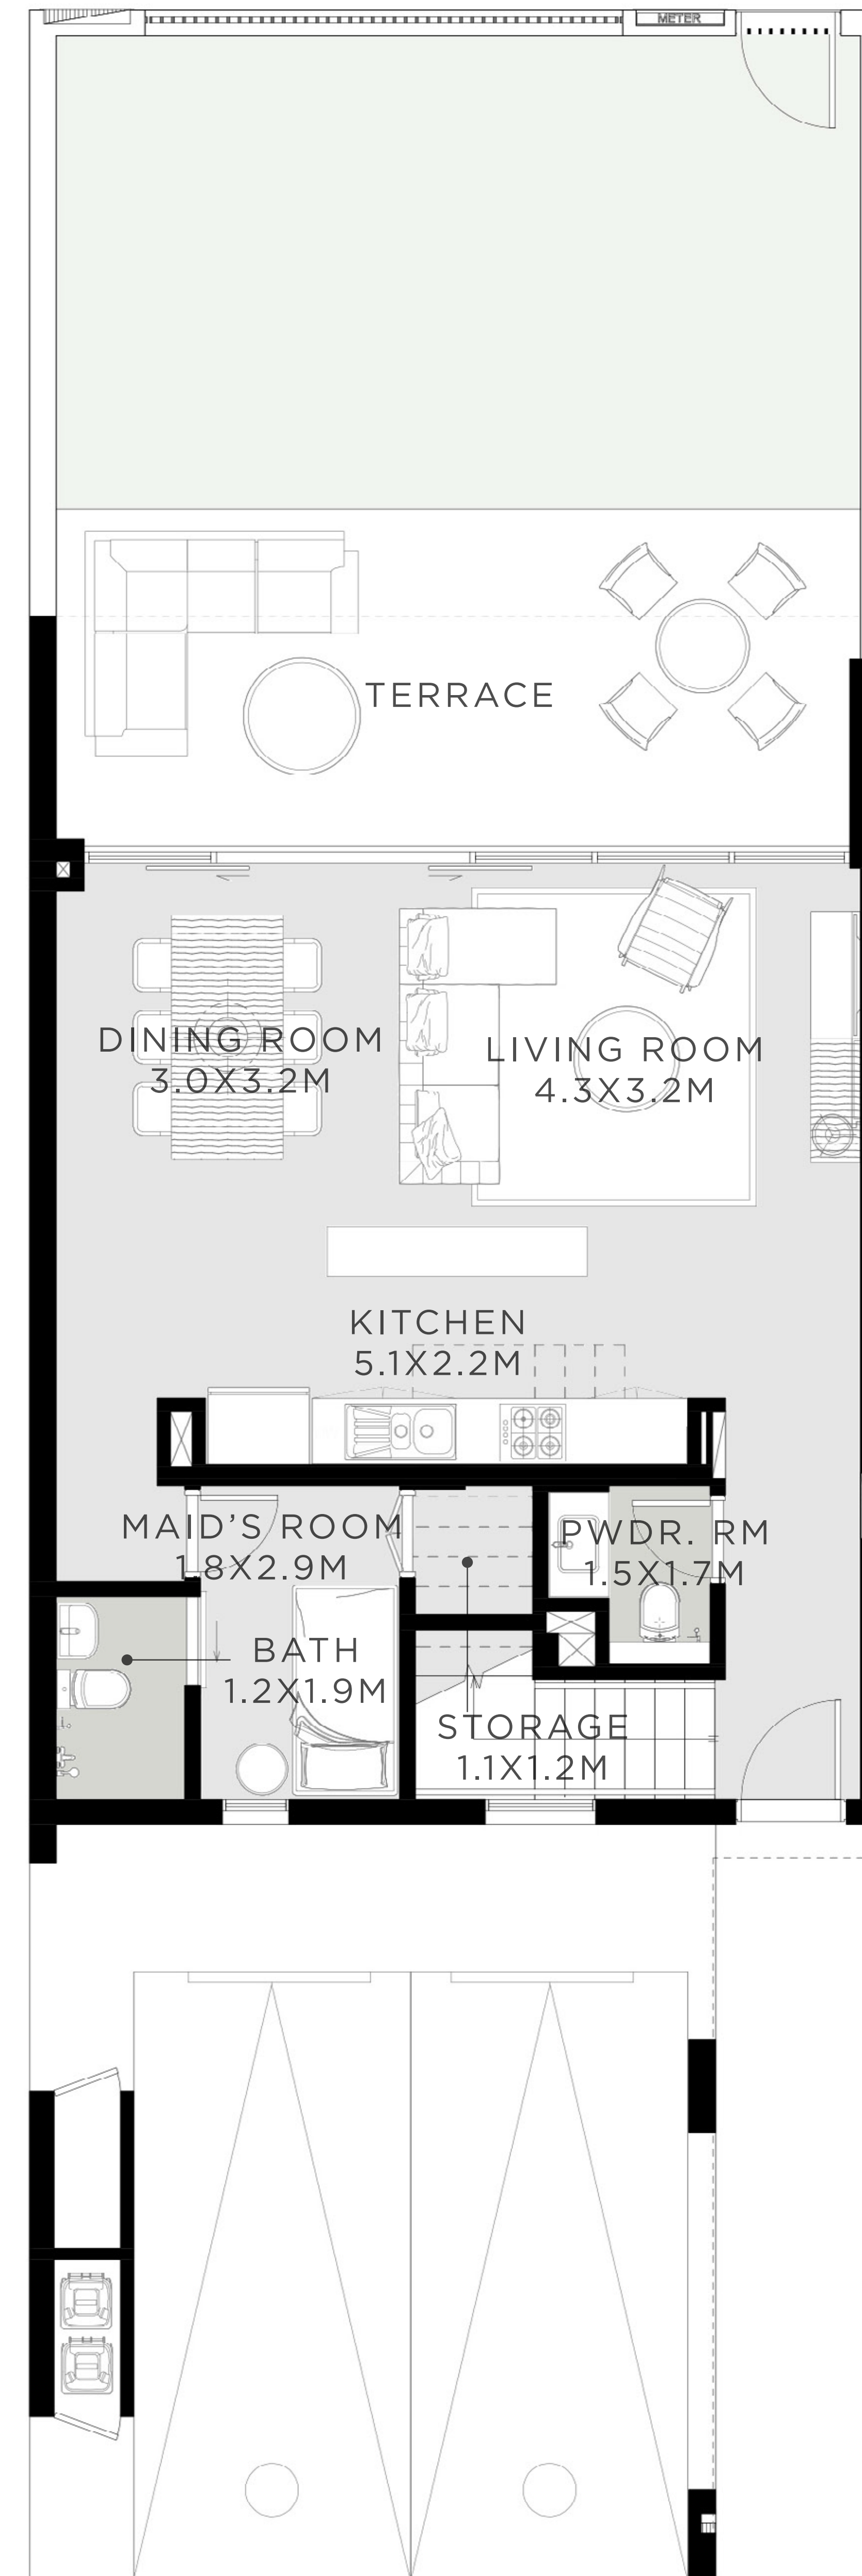 METER
TERRACE
DINING ROOM
3.0X3.2M
LIVING ROOM
4.3X3.2M
KITCHEN
5.1X2.2M
MAID'S ROOM
1.8X2.9M
PWDR. RM
1.5X1.7M
BATH
1.2X1.9M
STORAGE
1.1X1.2M